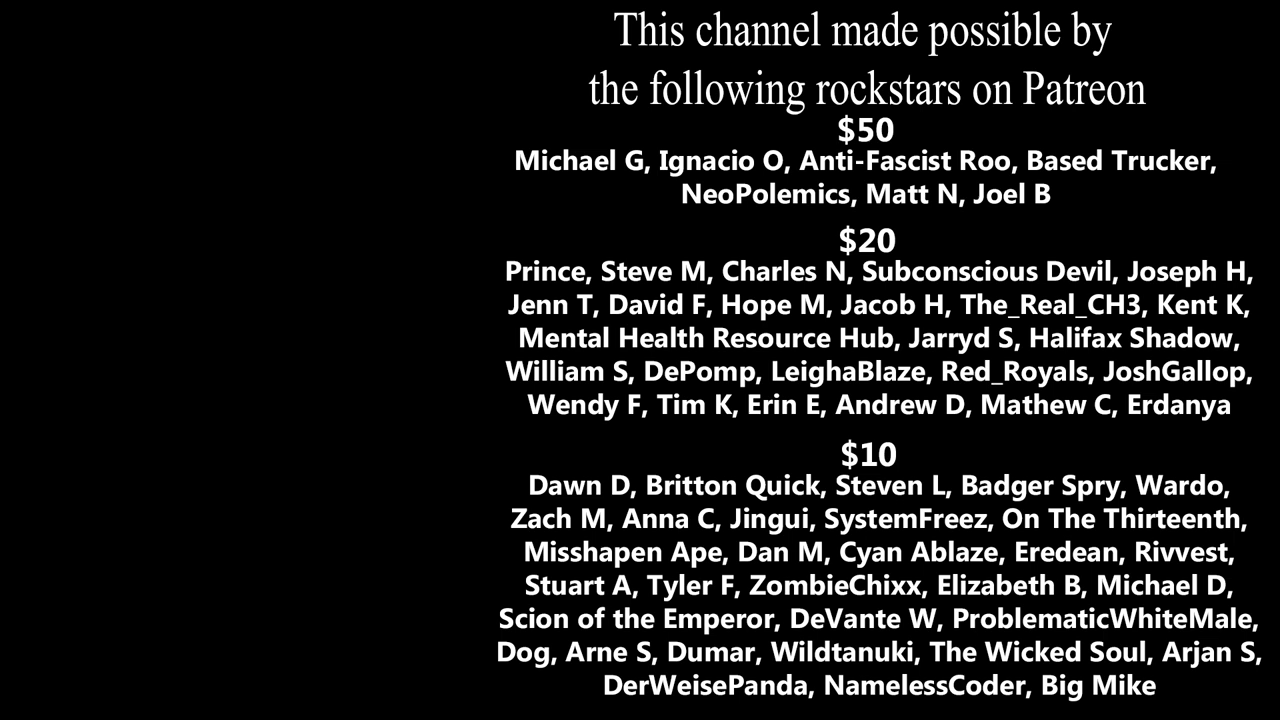 This channel made possible by
the following rockstars on Patreon
$50
Michael G, Ignacio O, Anti-Fascist Roo, Based Trucker,
NeoPolemics, Matt N, Joel B
$20
Prince, Steve M, Charles N, Subconscious Devil, Joseph H,
Jenn T, David F, Hope M, Jacob H, The_Real_CH3, Kent K,
Mental Health Resource Hub, Jarryd S, Halifax Shadow,
William S, DePomp, LeighaBlaze, Red_Royals, JoshGallop,
Wendy F, Tim K, Erin E, Andrew D, Mathew C, Erdanya
$10
Dawn D, Britton Quick, Steven L, Badger Spry, Wardo,
Zach M, Anna C, Jingui, SystemFreez, On The Thirteenth,
Misshapen Ape, Dan M, Cyan Ablaze, Eredean, Rivvest,
Stuart A, Tyler F, ZombieChixx, Elizabeth B, Michael D,
Scion of the Emperor, DeVante W, ProblematicWhiteMale,
Dog, Arne S, Dumar, Wildtanuki, The Wicked Soul, Arjan S,
DerWeisePanda, NamelessCoder, Big Mike